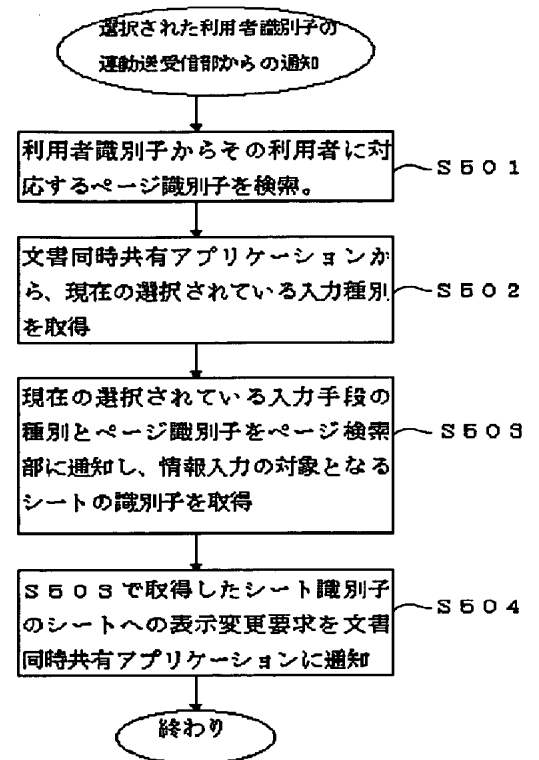 選択された利用者識別子の
連動送受信部からの通知
利用者識別子からその利用者に対
応するページ識別子を検索。
S501
文書同時共有アプリケーションか
ら、現在の選択されている入力種別
を取得
S502
現在の選択されている入力手段の
種別とページ識別子をページ検索
部に通知し、情報入力の対象となる
シートの識別子を取得
S503
S503で取得したシート識別子
のシートへの表示変更要求を文書
同時共有アプリケーションに通知
S504
終わり